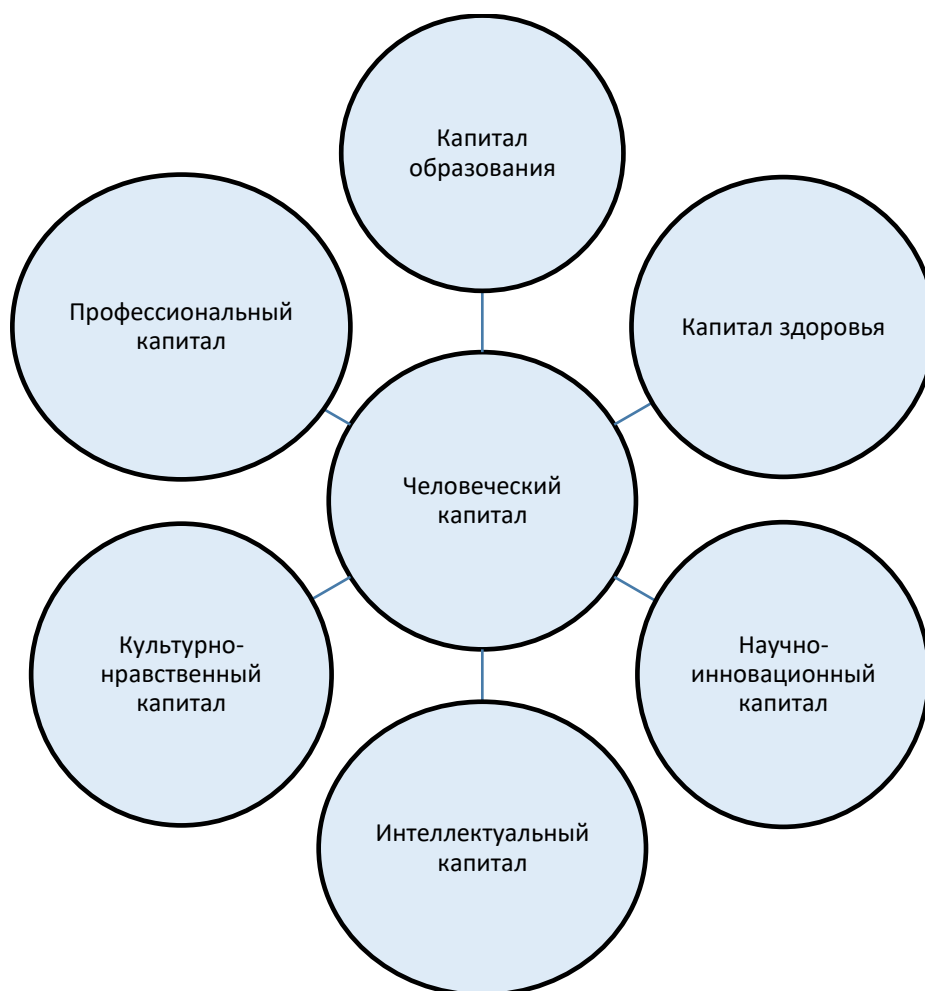 Капитал
образования
Профессиональный
капитал
Капитал здоровья
Человеческий
капитал
Культурно-
нравственный
капитал
Научно-
инновационный
капитал
Интеллектуальный
капитал